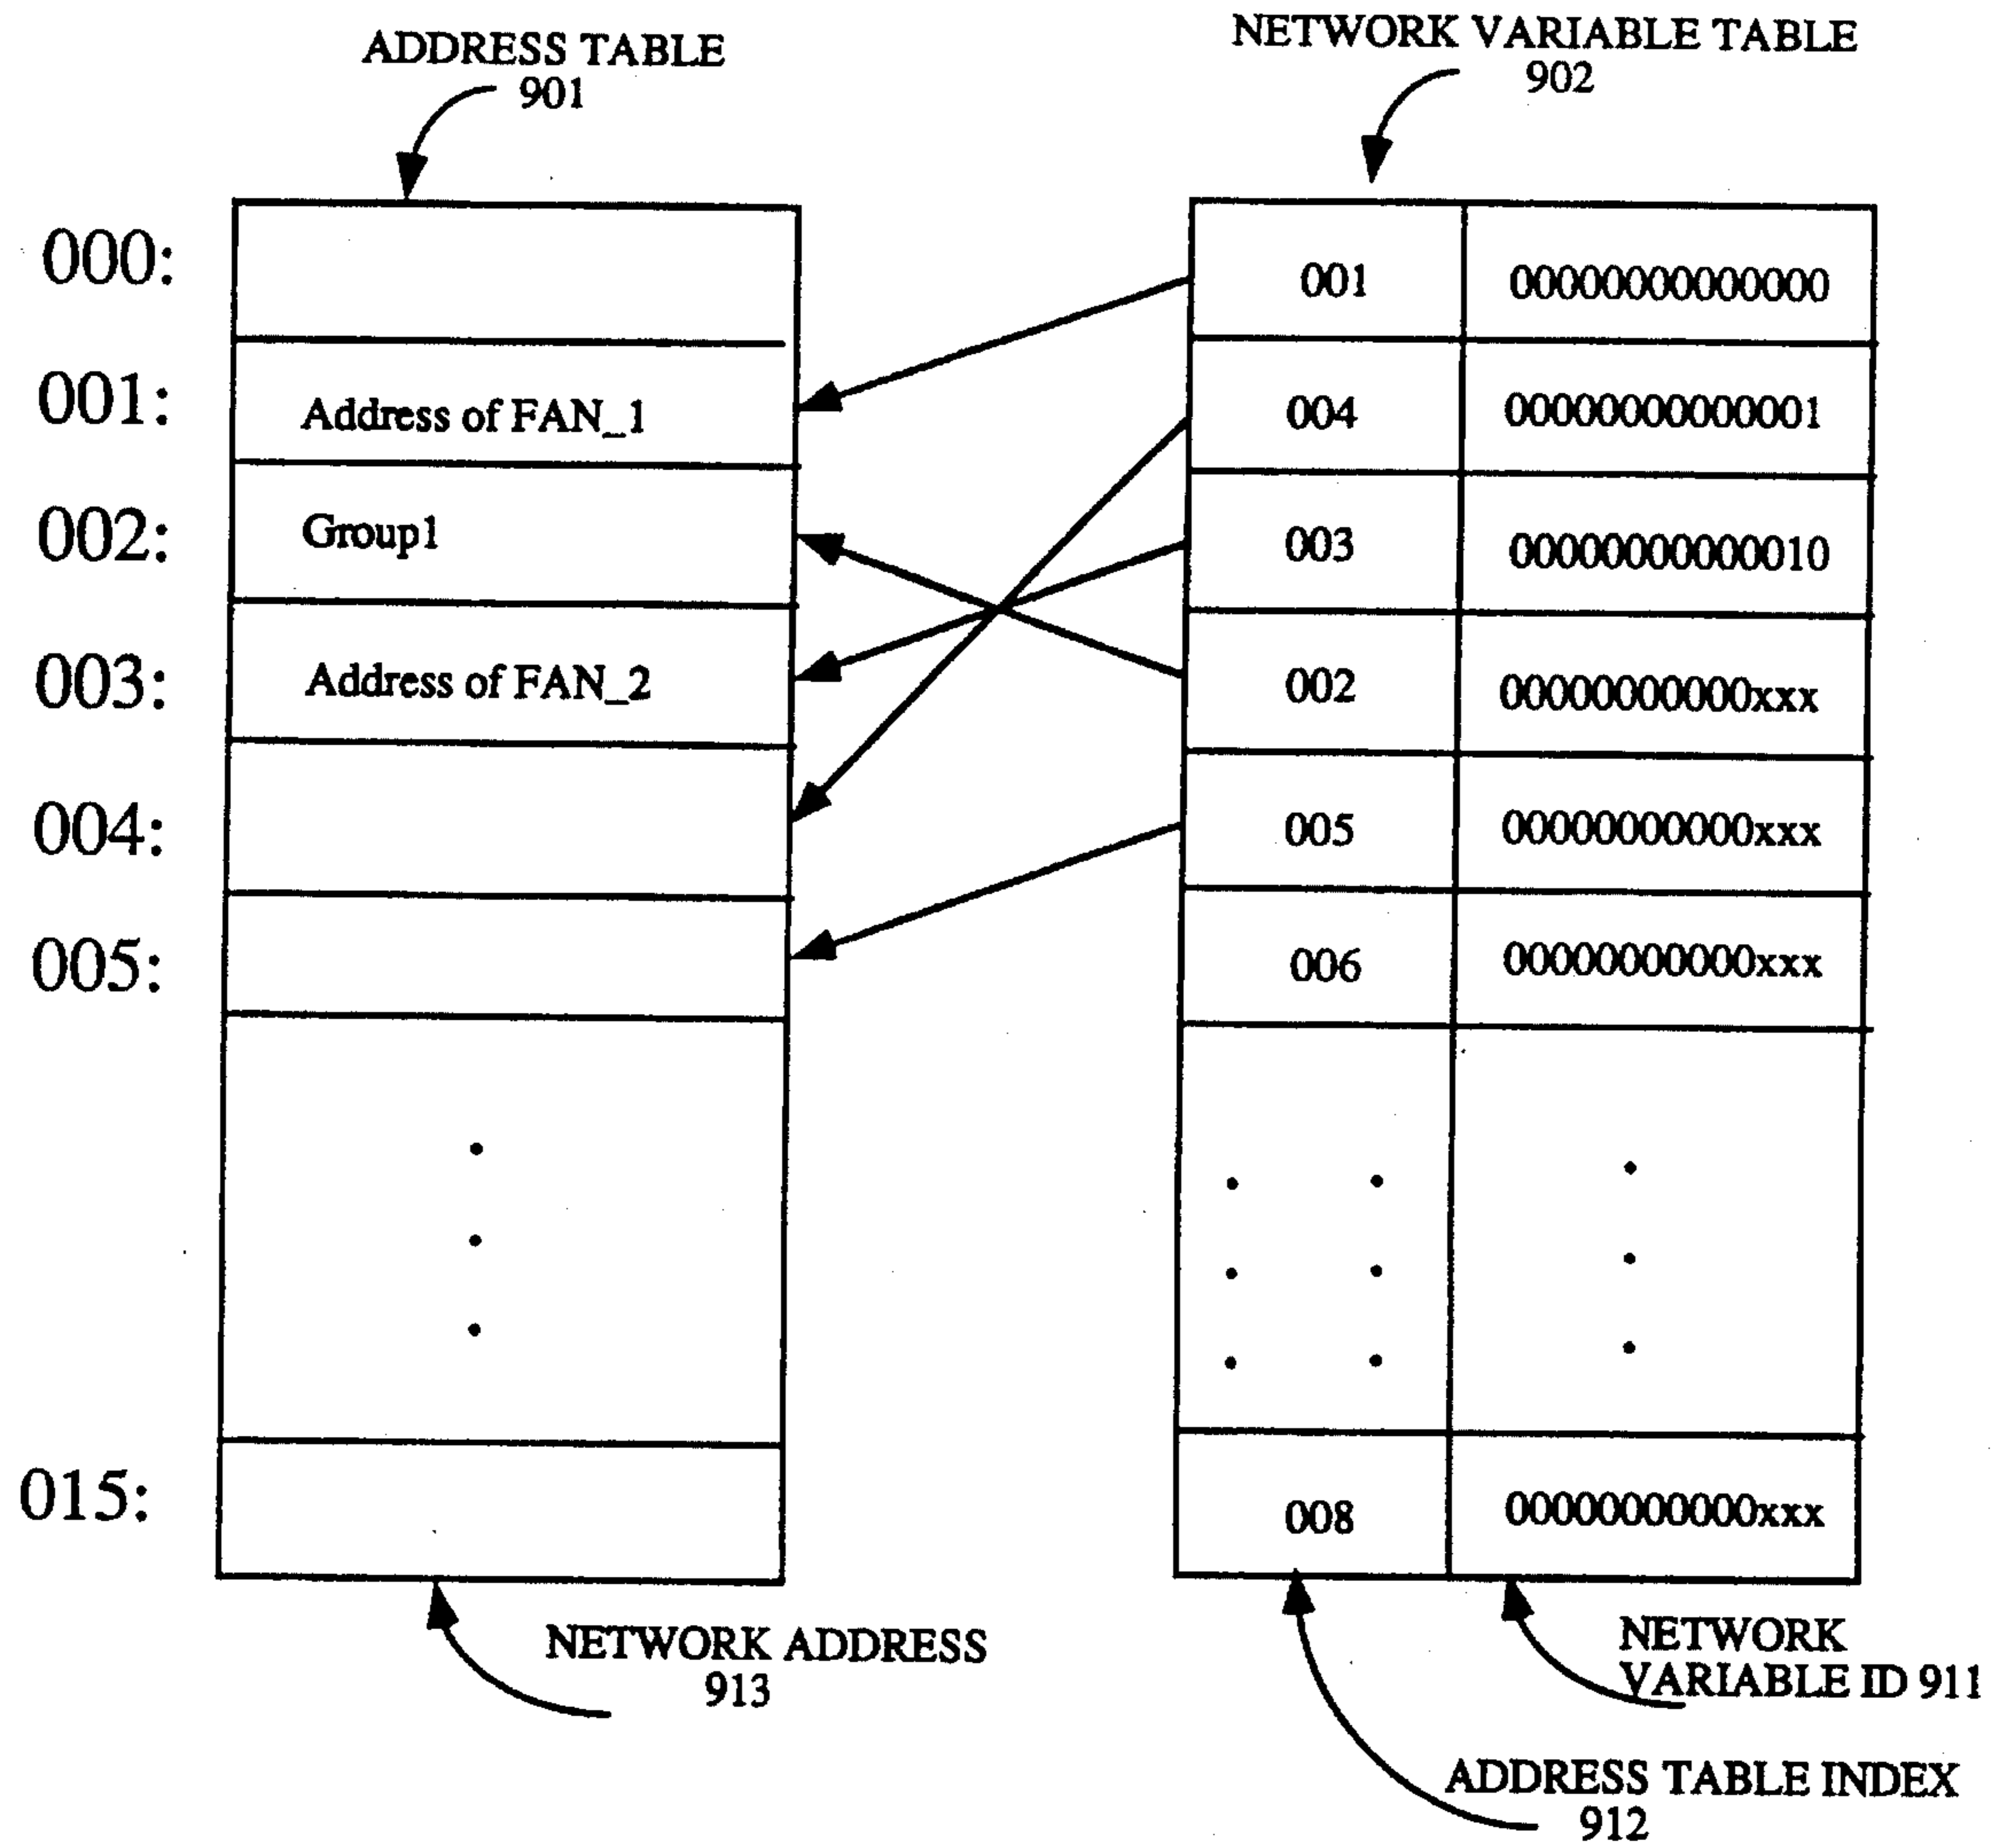 ADDRESS TABLE
901
000:
001:
Address of FAN_1
002:
Group1
003:
Address of FAN_2
004:
005:
015:
NETWORK ADDRESS
913
NETWORK VARIABLE TABLE
902
001 00000000000000
004 00000000000001
003 00000000000010
002 00000000000xxx
005 00000000000xxx
006 00000000000xxx
008 00000000000xxx
NETWORK
VARIABLE ID 911
ADDRESS TABLE INDEX
912